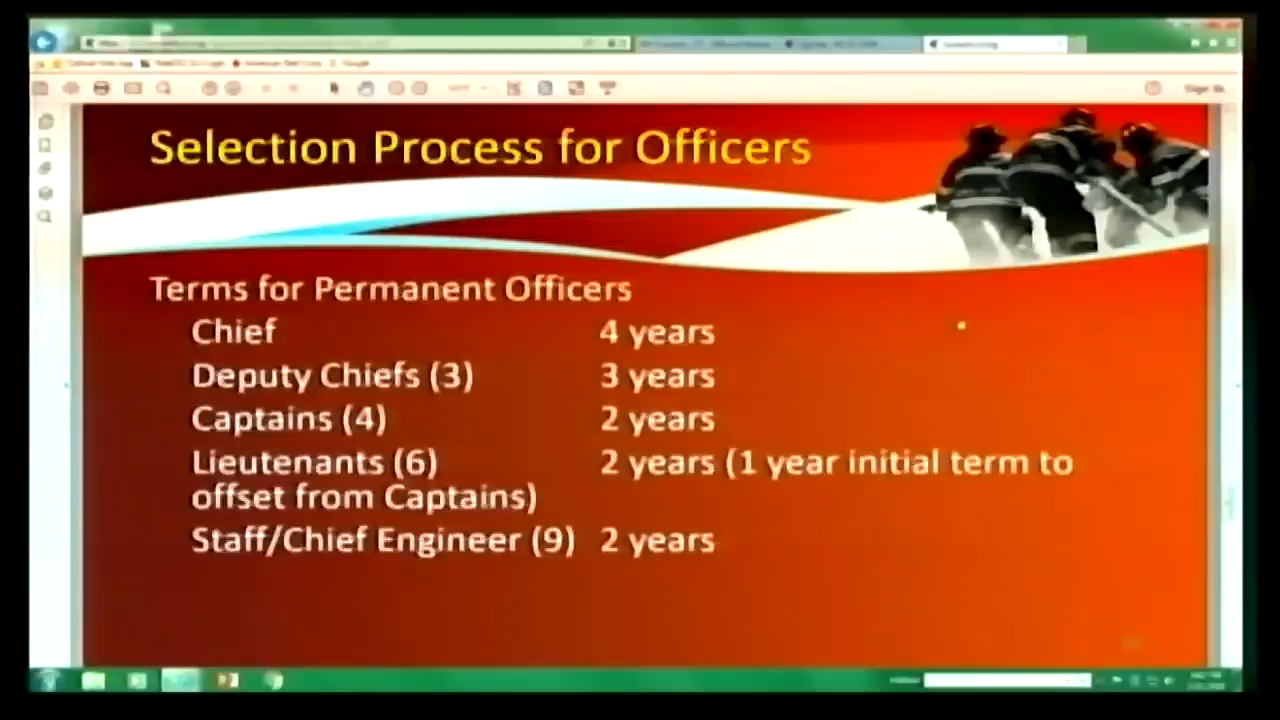 Sign In
Selection Process for Officers
Terms for Permanent Officers
Chief 4 years
Deputy Chiefs (3) 3 years
Captains (4) 2 years
Lieutenants (6) 2 years (1 year initial term to
offset from Captains)
Staff/Chief Engineer (9) 2 years